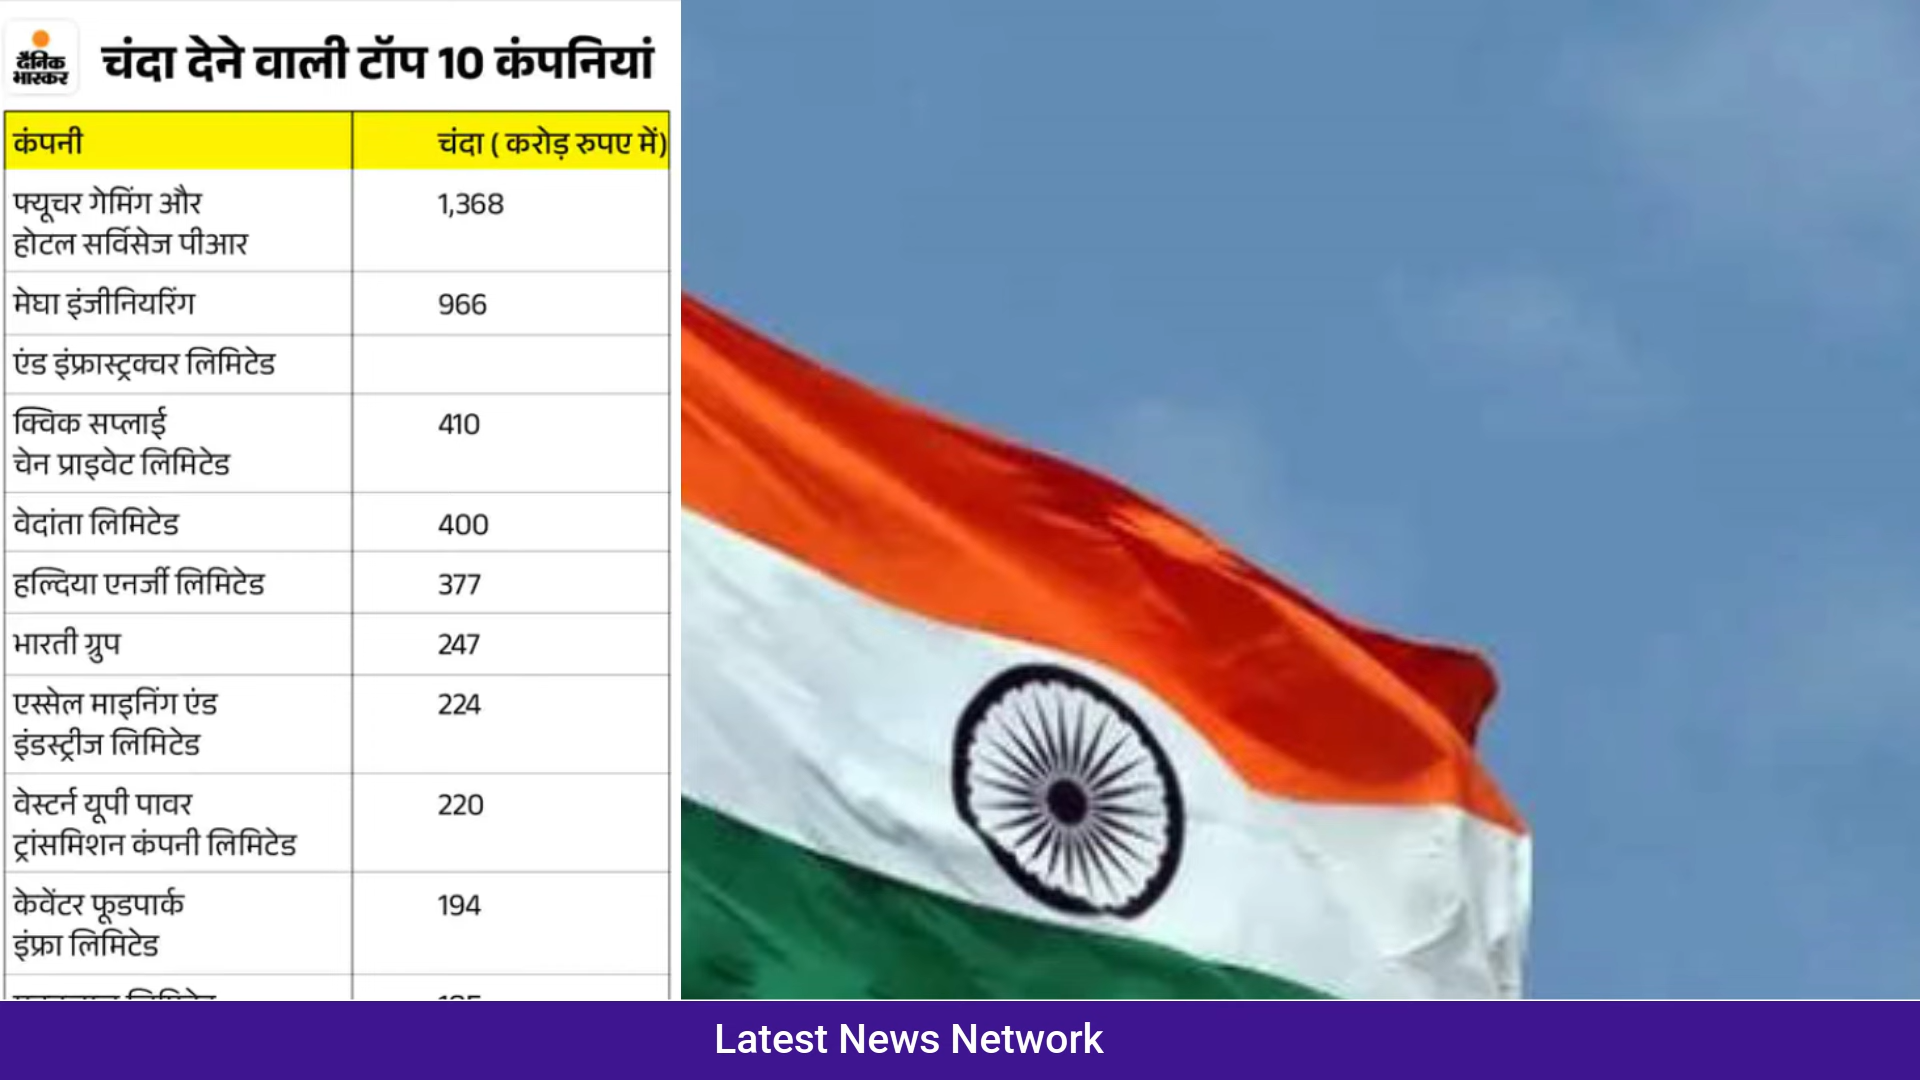 दैनिक
भास्कर
चंदा देने वाली टॉप 10 कंपनियां
कंपनी चंदा ( करोड़ रुपए में)
फ्यूचर गेमिंग और 1,368
होटल सर्विसेज पीआर
मेघा इंजीनियरिंग 966
एंड इंफ्रास्ट्रक्चर लिमिटेड
क्विक सप्लाई 410
चेन प्राइवेट लिमिटेड
वेदांता लिमिटेड 400
हल्दिया एनर्जी लिमिटेड 377
भारती ग्रुप 247
एस्सेल माइनिंग एंड 224
इंडस्ट्रीज लिमिटेड
वेस्टर्न यूपी पावर 220
ट्रांसमिशन कंपनी लिमिटेड
केवेंटर फूडपार्क 194
इंफ्रा लिमिटेड
लिमिटेड
Latest News Network